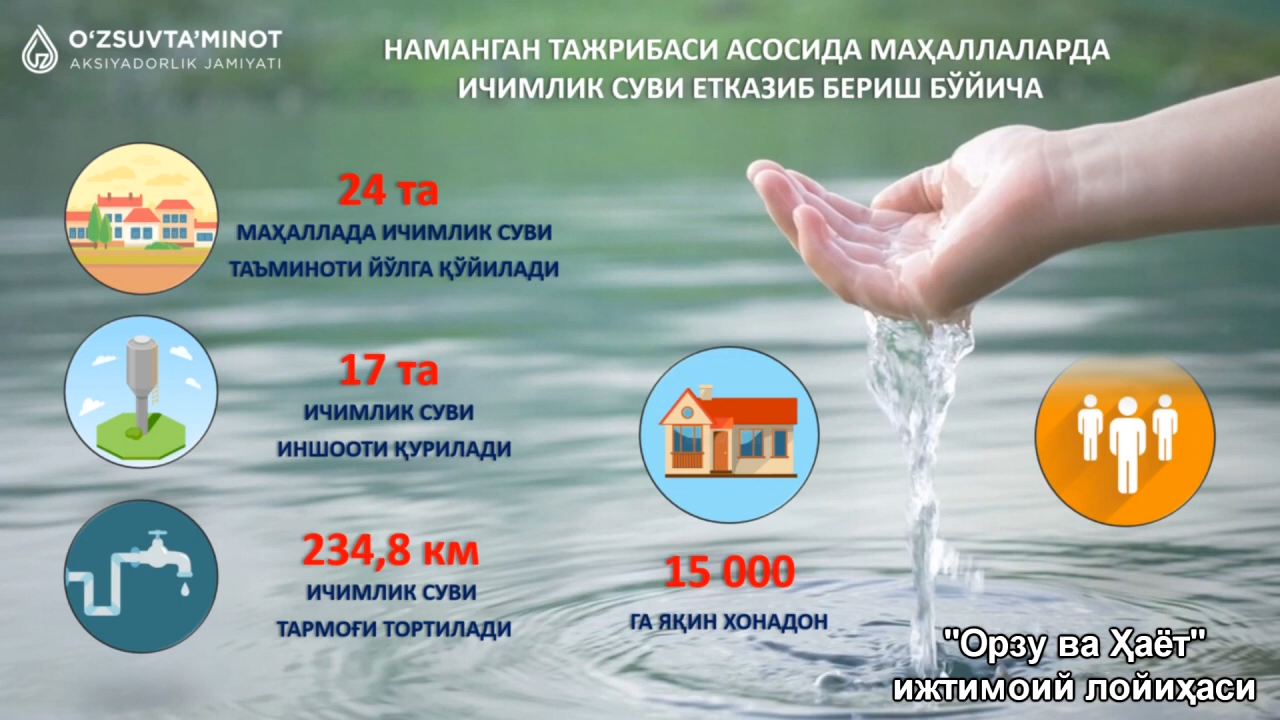 O‘ZSUVTA’MINOT
AKSIYADORLIK JAMIYATI
НАМАНГАН ТАЖРИБАСИ АСОСИДА МАҲАЛЛАЛАРДА
ИЧИМЛИК СУВИ ЕТКАЗИБ БЕРИШ БЎЙИЧА
24 та
МАҲАЛЛАДА ИЧИМЛИК СУВИ
ТАЪМИНОТИ ЙЎЛГА ҚЎЙИЛАДИ
17 та
ИЧИМЛИК СУВИ
ИНШООТИ ҚУРИЛАДИ
234,8 км
ИЧИМЛИК СУВИ
ТАРМОҒИ ТОРТИЛАДИ
15 000
ГА ЯҚИН ХОНАДОН
"Орзу ва Ҳаёт"
ижтимоий лойиҳаси